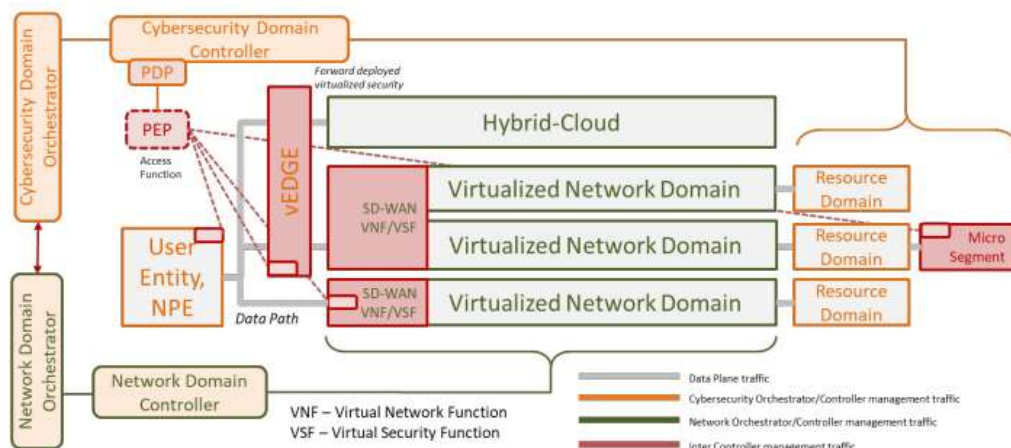 Cybersecurity Domain
Orchestrator
Cybersecurity Domain
Controller
PDP
PEP
Access
Function
Forward deployed
virtualized security
vEDGE
Hybrid-Cloud
SD-WAN
VNF/VSF
Virtualized Network Domain
Resource
Domain
User
Entity,
NPE
Virtualized Network Domain
Resource
Domain
Micro
Segment
Data Path
SD-WAN
VNF/VSF
Virtualized Network Domain
Resource
Domain
Network Domain
Orchestrator
Network Domain
Controller
VNF – Virtual Network Function
VSF – Virtual Security Function
Data Plane traffic
Cybersecurity Orchestrator/Controller management traffic
Network Orchestrator/Controller management traffic
Inter Controller management traffic